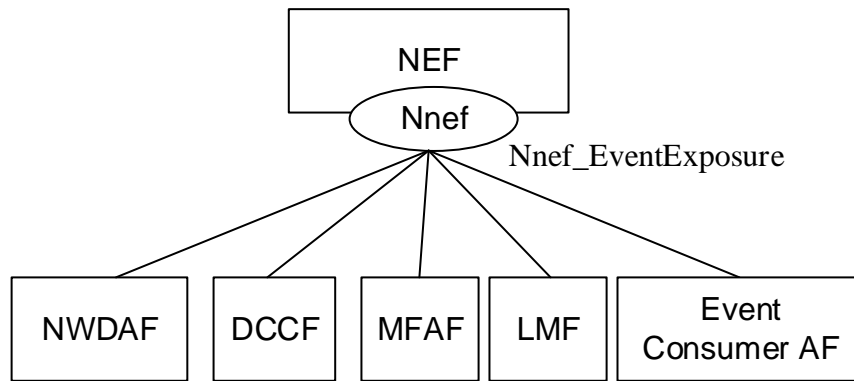 NEF
Nnef
Nnef_EventExposure
NWDAF
DCCF
MFAF
LMF
Event
Consumer AF